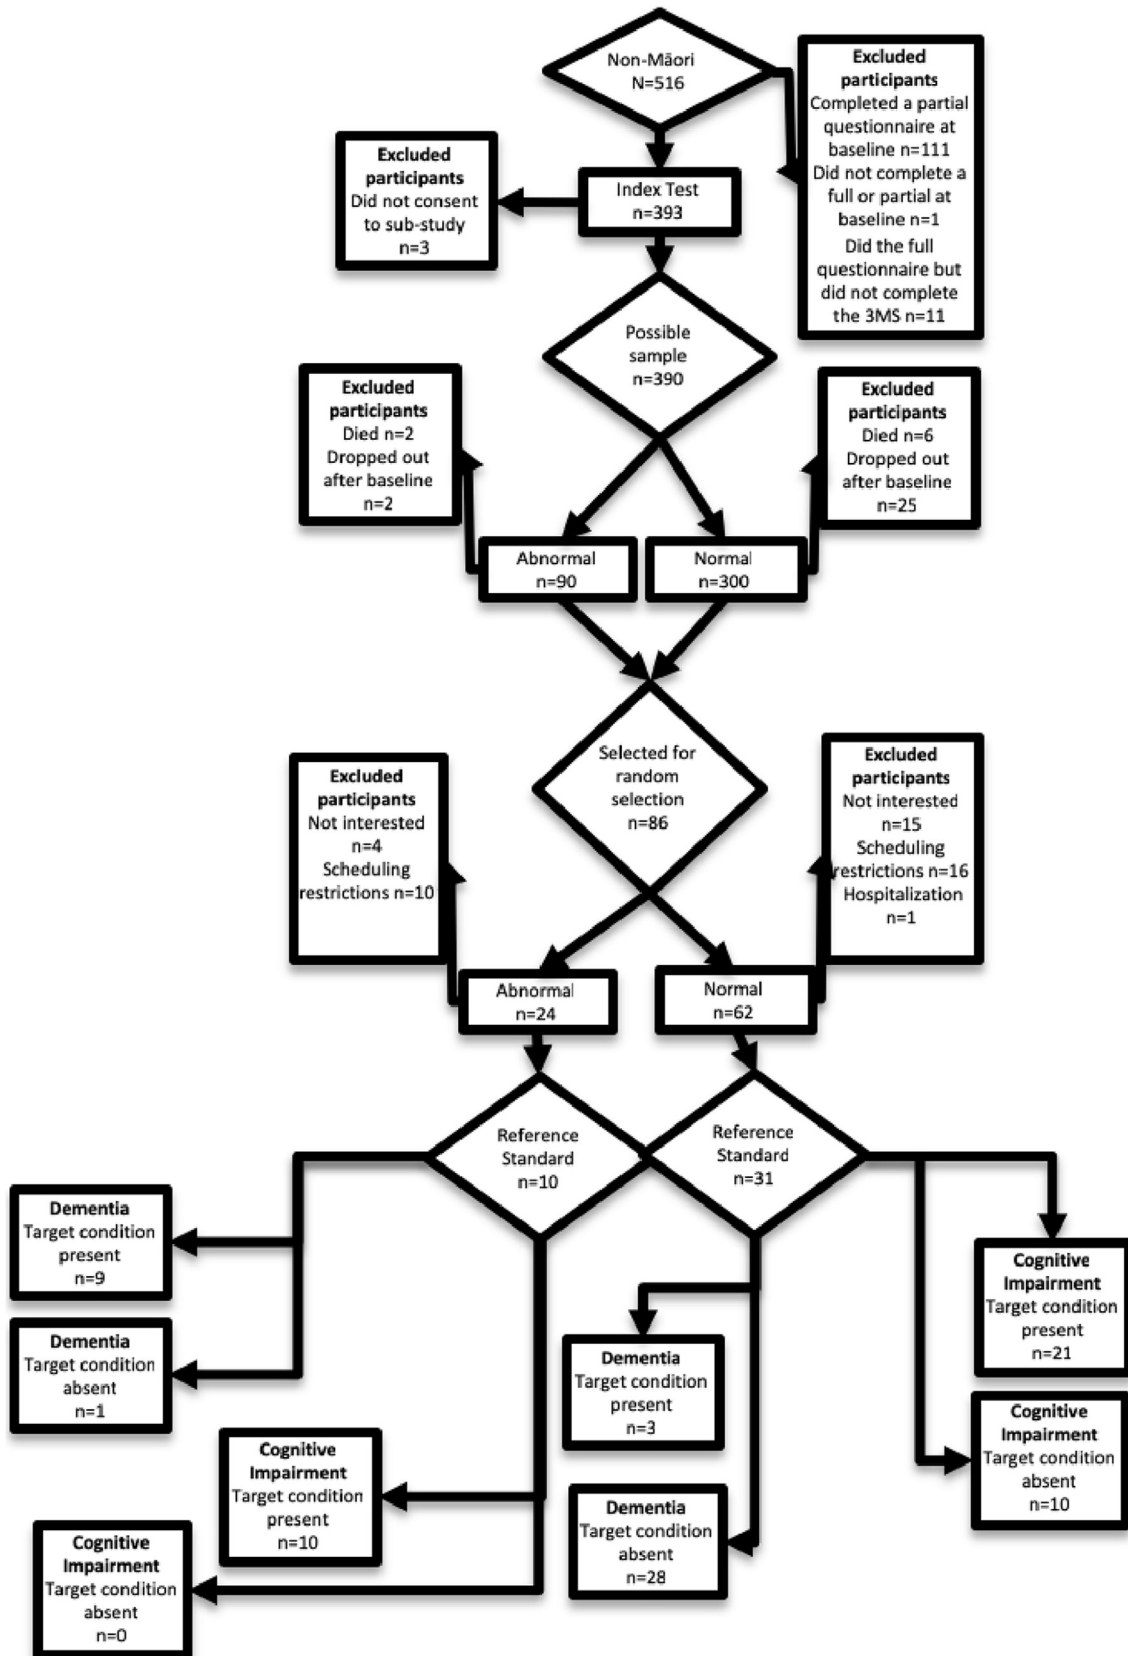 Non-Māori
N=516
Excluded
participants
Completed a partial
questionnaire at
baseline n=111
Did not complete a
full or partial at
baseline n=1
Did the full
questionnaire but
did not complete
the 3MS n=11
Excluded
participants
Did not consent
to sub-study
n=3
Index Test
n=393
Possible
sample
n=390
Excluded
participants
Died n=2
Dropped out
after baseline
n=2
Excluded
participants
Died n=6
Dropped out
after baseline
n=25
Abnormal
n=90
Normal
n=300
Selected for
random
selection
n=86
Excluded
participants
Not interested
n=4
Scheduling
restrictions n=10
Excluded
participants
Not interested
n=15
Scheduling
restrictions n=16
Hospitalization
n=1
Abnormal
n=24
Normal
n=62
Reference
Standard
n=10
Reference
Standard
n=31
Dementia
Target condition
present
n=9
Dementia
Target condition
absent
n=1
Cognitive
Impairment
Target condition
present
n=10
Cognitive
Impairment
Target condition
absent
n=0
Dementia
Target condition
present
n=3
Dementia
Target condition
absent
n=28
Cognitive
Impairment
Target condition
present
n=21
Cognitive
Impairment
Target condition
absent
n=10